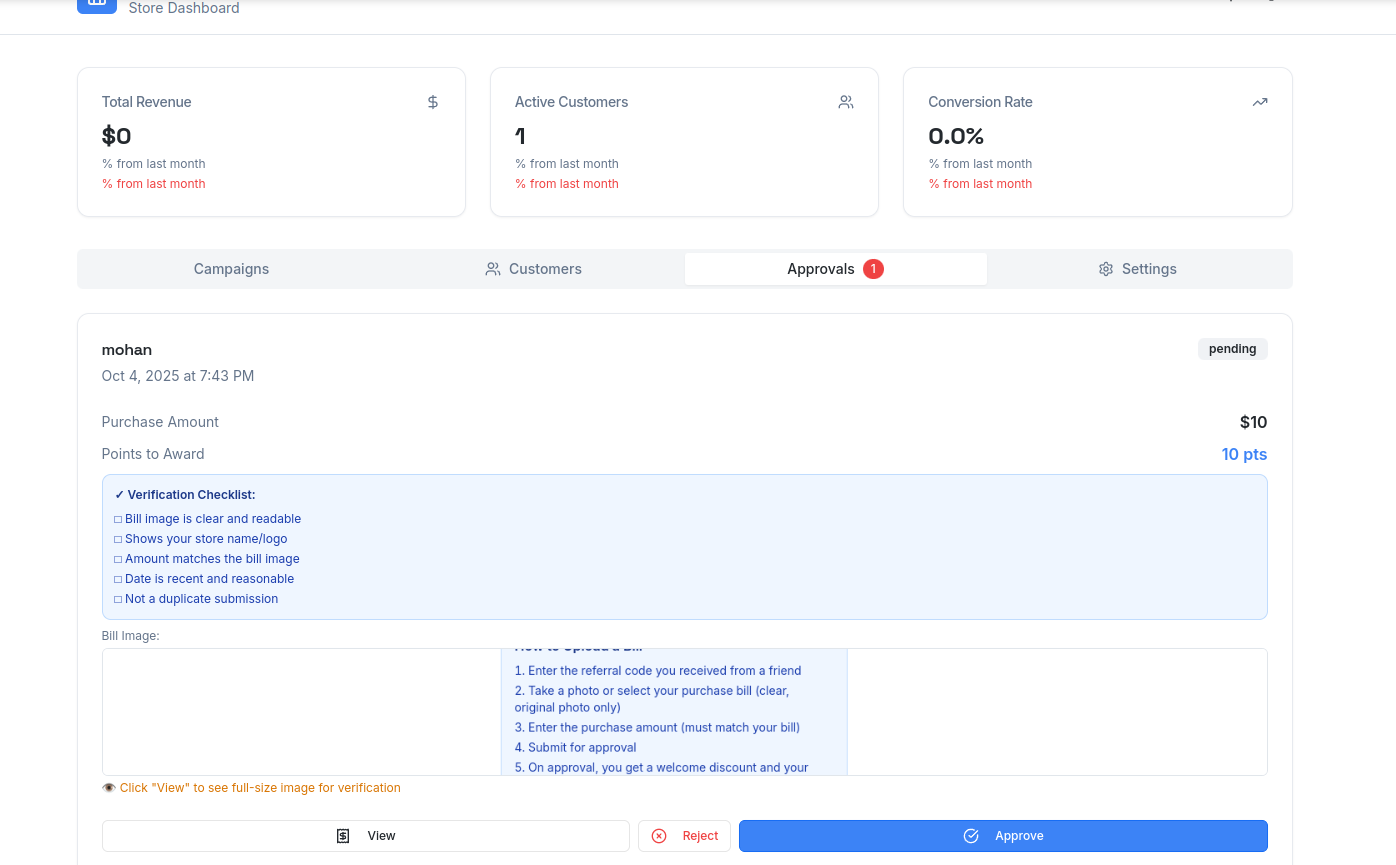 Store Dashboard
Total Revenue
$0
% from last month
% from last month
Active Customers
1
% from last month
% from last month
Conversion Rate
0.0%
% from last month
% from last month
Campaigns
Customers
Approvals 1
Settings
mohan
pending
Oct 4, 2025 at 7:43 PM
Purchase Amount
$10
Points to Award
10 pts
✓ Verification Checklist:
□ Bill image is clear and readable
□ Shows your store name/logo
□ Amount matches the bill image
□ Date is recent and reasonable
□ Not a duplicate submission
Bill Image:
How to Upload a Bill
1. Enter the referral code you received from a friend
2. Take a photo or select your purchase bill (clear,
original photo only)
3. Enter the purchase amount (must match your bill)
4. Submit for approval
5. On approval, you get a welcome discount and your
👁️ Click "View" to see full-size image for verification
View
Reject
Approve